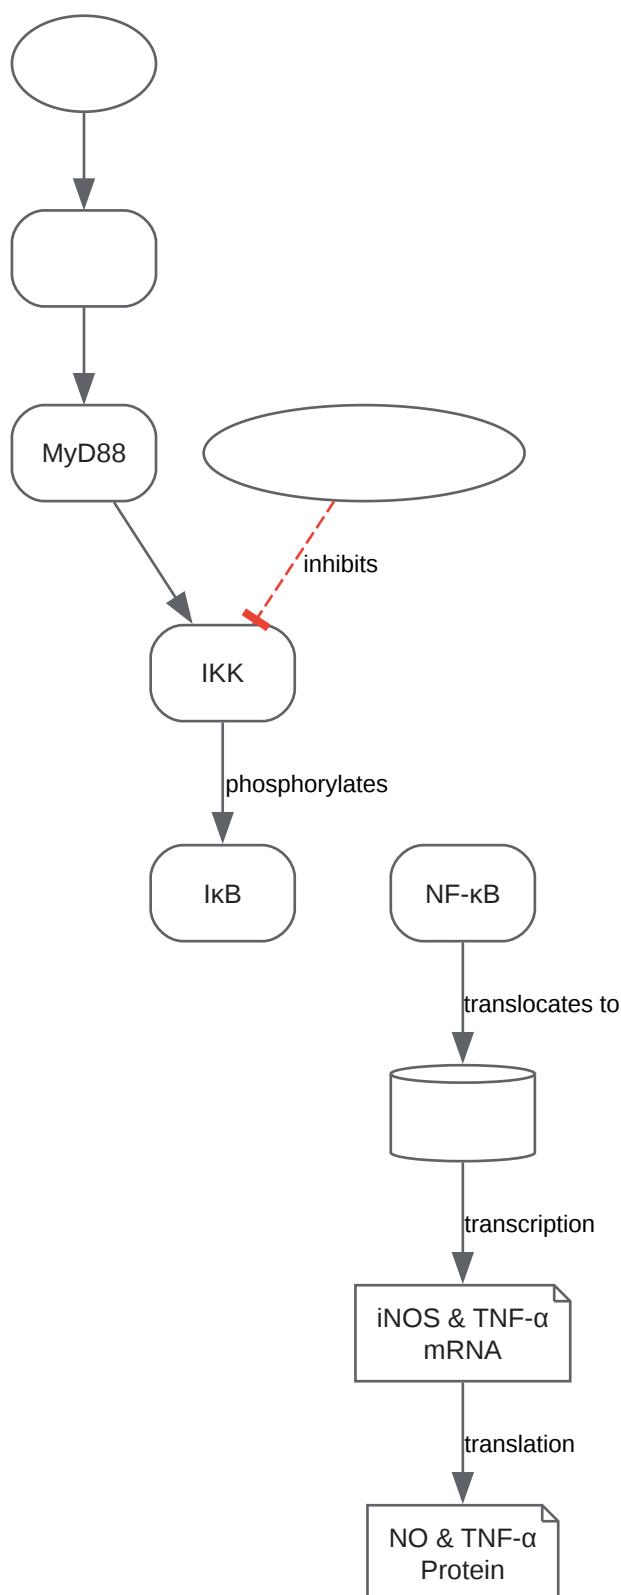 MyD88
inhibits
IKK
phosphorylates
IκB
NF-κB
translocates to
transcription
iNOS & TNF-α
mRNA
translation
NO & TNF-α
Protein